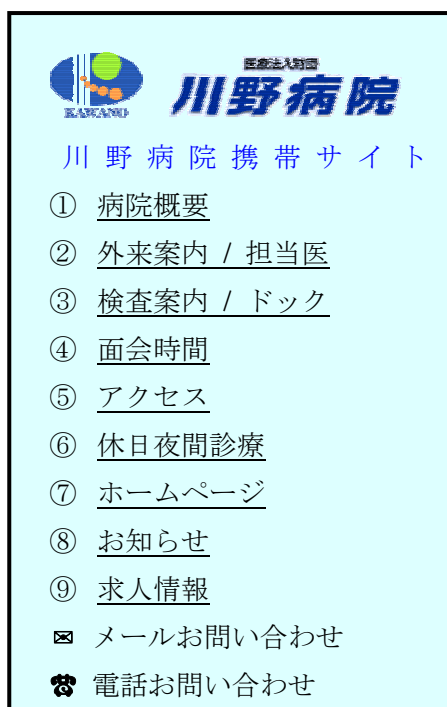 医療法人財団
川野病院
KAWANO
川野病院携帯サイト
① 病院概要
② 外来案内 / 担当医
③ 検査案内 / ドック
④ 面会時間
⑤ アクセス
⑥ 休日夜間診療
⑦ ホームページ
⑧ お知らせ
⑨ 求人情報
✉ メールお問い合わせ
☎ 電話お問い合わせ